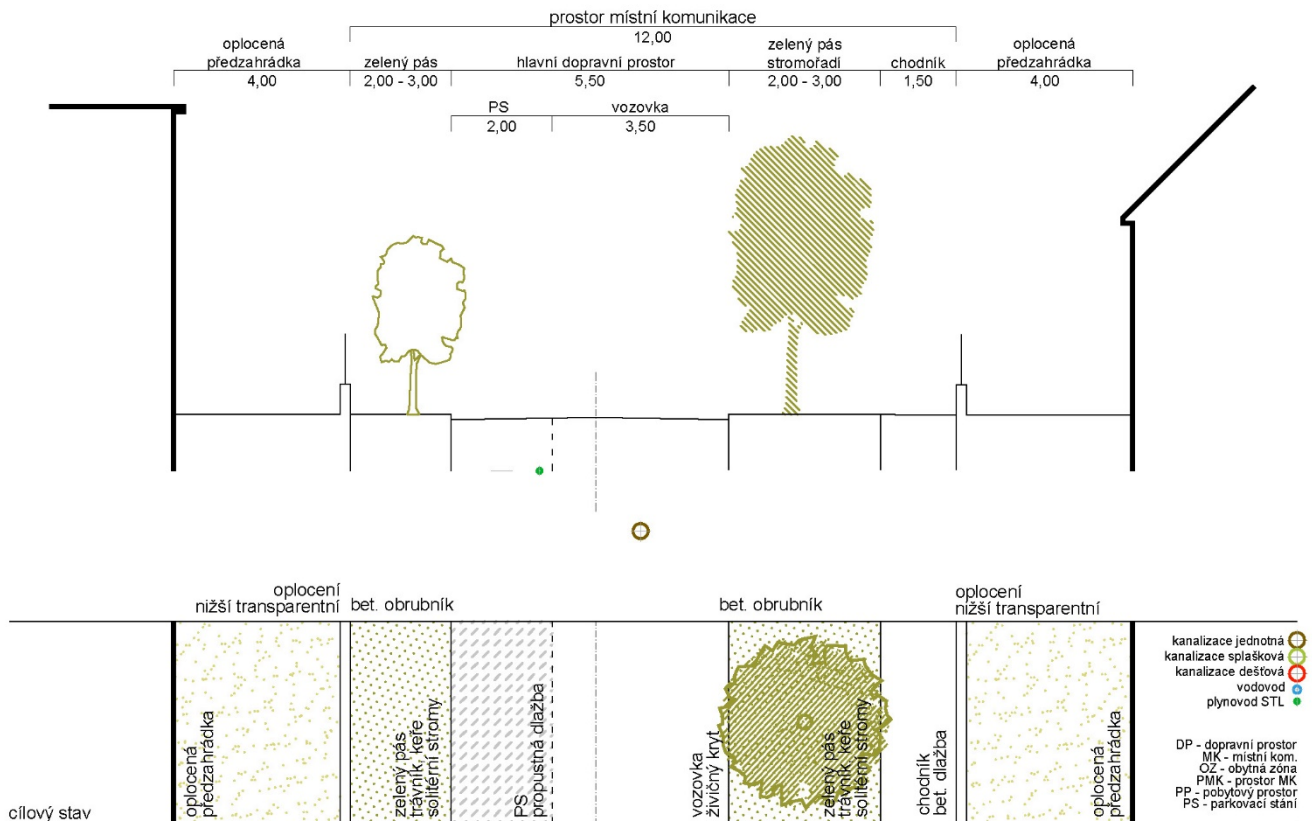 prostor místní komunikace
12,00
oplocená
předzahrádka
4,00
zelený pás
2,00 - 3,00
hlavní dopravní prostor
5,50
zelený pás
stromořadí
2,00 - 3,00
chodník
1,50
oplocená
předzahrádka
4,00
PS
2,00
vozovka
3,50
oplocení
nižší transparentní
bet. obrubník
bet. obrubník
oplocení
nižší transparentní
oplocená
předzahrádka
zelený pás
trávník, keře
soliterní stromy
PS
propustná dlažba
vozovka
živičný kryt
zelený pás
trávník, keře
soliterní stromy
chodník
bet. dlažba
oplocená
předzahrádka
kanalizace jednotná
kanalizace splašková
kanalizace dešťová
vodovod
plynovod STL
DP - dopravní prostor
MK - místní kom.
OZ - obytná zóna
PMK - prostor MK
PP - pobytový prostor
PS - parkovací stání
cílový stav